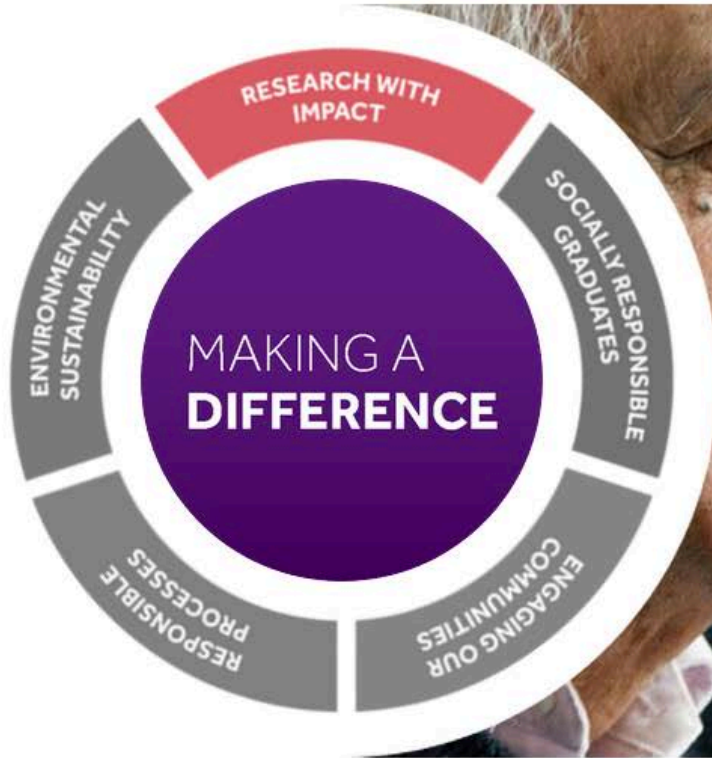 RESEARCH WITH
IMPACT
SOCIALLY RESPONSIBLE
GRADUATES
ENGAGING OUR
COMMUNITIES
RESPONSIBLE
PROCESSES
ENVIRONMENTAL
SUSTAINABILITY
MAKING A
DIFFERENCE